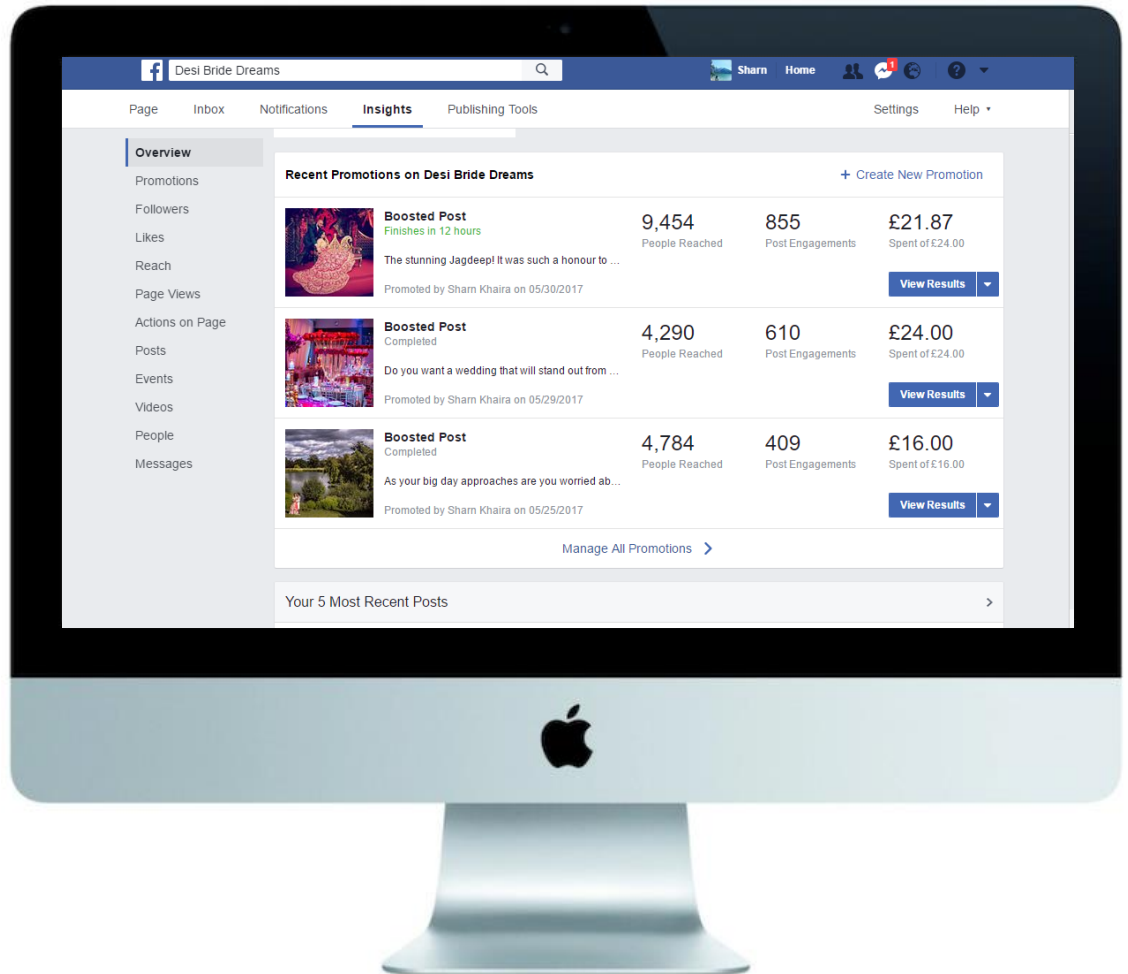 Desi Bride Dreams
Sharn Home 1 ?
Page Inbox Notifications Insights Publishing Tools Settings Help
Overview
Promotions
Followers
Likes
Reach
Page Views
Actions on Page
Posts
Events
Videos
People
Messages
Recent Promotions on Desi Bride Dreams + Create New Promotion
Boosted Post
Finishes in 12 hours
The stunning Jagdeep! It was such a honour to ...
Promoted by Sharn Khaira on 05/30/2017
9,454
People Reached
855
Post Engagements
£21.87
Spent of £24.00
View Results
Boosted Post
Completed
Do you want a wedding that will stand out from ...
Promoted by Sharn Khaira on 05/29/2017
4,290
People Reached
610
Post Engagements
£24.00
Spent of £24.00
View Results
Boosted Post
Completed
As your big day approaches are you worried ab...
Promoted by Sharn Khaira on 05/25/2017
4,784
People Reached
409
Post Engagements
£16.00
Spent of £16.00
View Results
Manage All Promotions
Your 5 Most Recent Posts